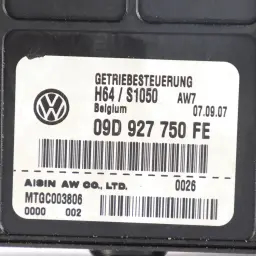 GETRIEBESTEUERUNG
H64 / S1050 AW7
Belgium 07.09.07
09D 927 750 FE
AISIN AW CO., LTD. 0026
MTGC003806
0000 002